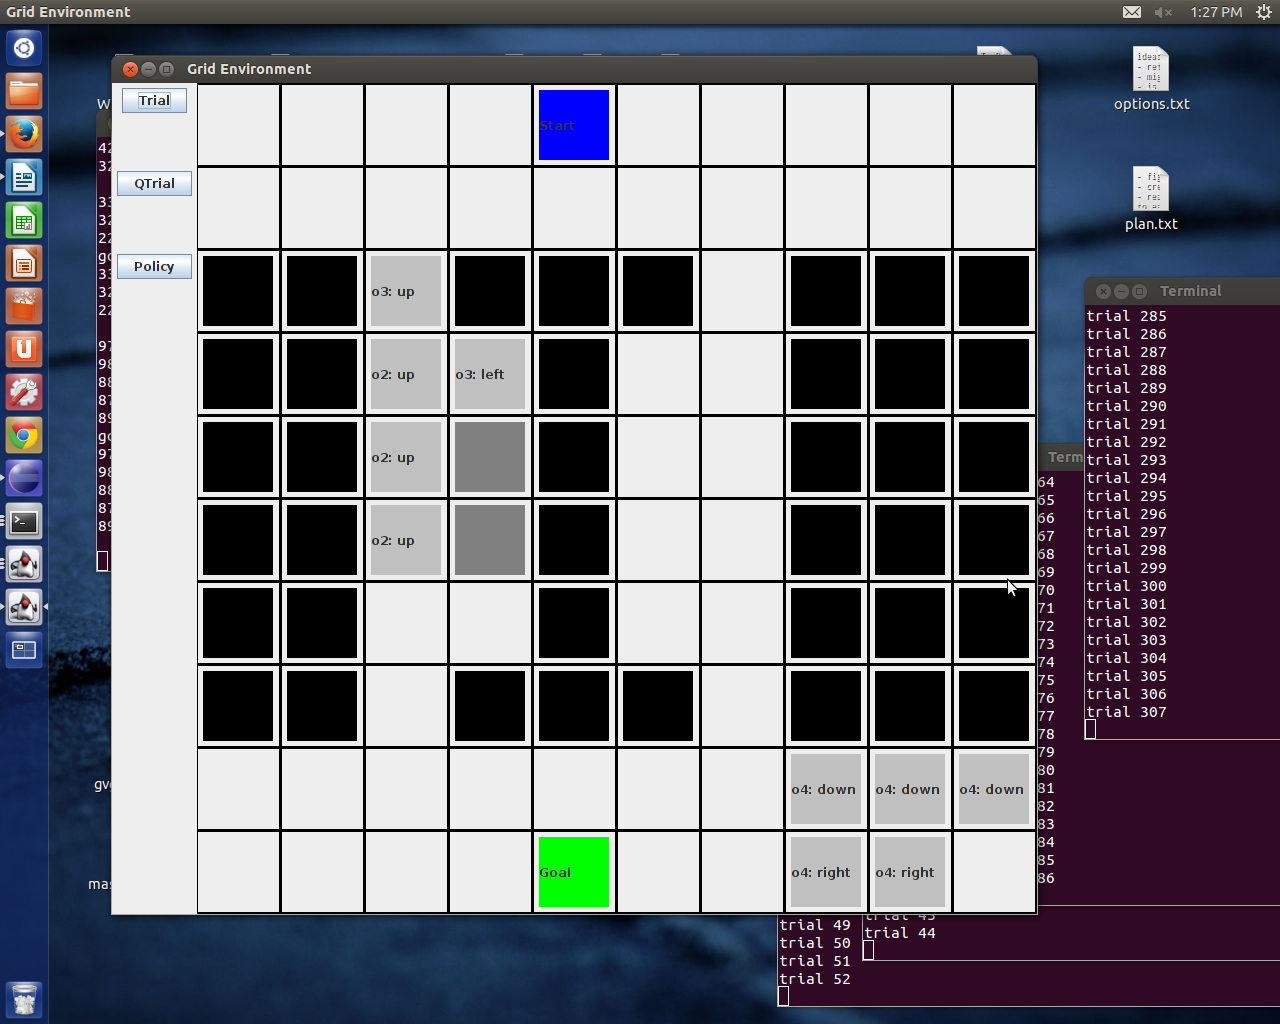 Grid Environment
1:27 PM
Grid Environment
Trial
Start
QTrial
Policy
o3: up
o2: up
o3: left
o2: up
o2: up
o4: down
o4: down
o4: down
Goal
o4: right
o4: right
options.txt
plan.txt
Terminal
trial 285
trial 286
trial 287
trial 288
trial 289
trial 290
trial 291
trial 292
trial 293
trial 294
trial 295
trial 296
trial 297
trial 298
trial 299
trial 300
trial 301
trial 302
trial 303
trial 304
trial 305
trial 306
trial 307
Term
64
65
66
67
68
69
70
71
72
73
74
75
76
77
78
79
80
81
82
83
84
85
86
trial 43
trial 44
trial 49
trial 50
trial 51
trial 52
W
42
32
33
32
22
gc
33
32
22
97
98
88
87
89
gc
97
98
88
87
89
gv
mas